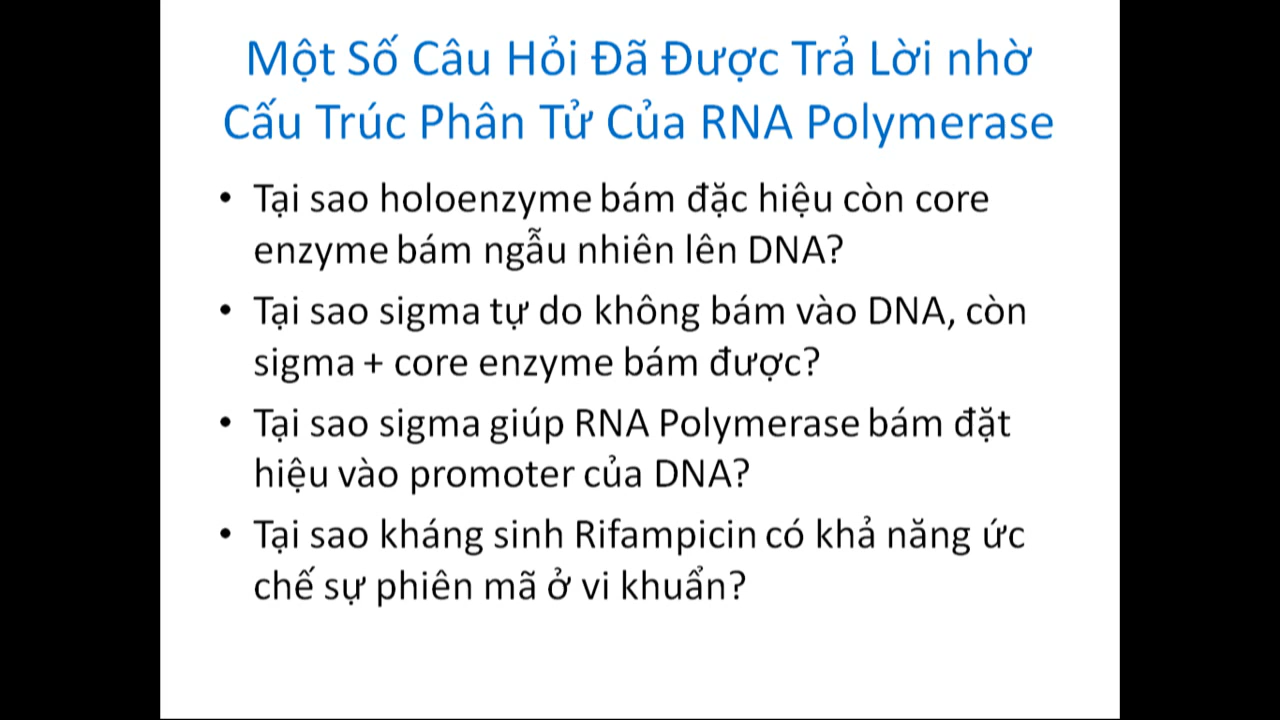 Một Số Câu Hỏi Đã Được Trả Lời nhờ
Cấu Trúc Phân Tử Của RNA Polymerase
• Tại sao holoenzyme bám đặc hiệu còn core
enzyme bám ngẫu nhiên lên DNA?
• Tại sao sigma tự do không bám vào DNA, còn
sigma + core enzyme bám được?
• Tại sao sigma giúp RNA Polymerase bám đặt
hiệu vào promoter của DNA?
• Tại sao kháng sinh Rifampicin có khả năng ức
chế sự phiên mã ở vi khuẩn?